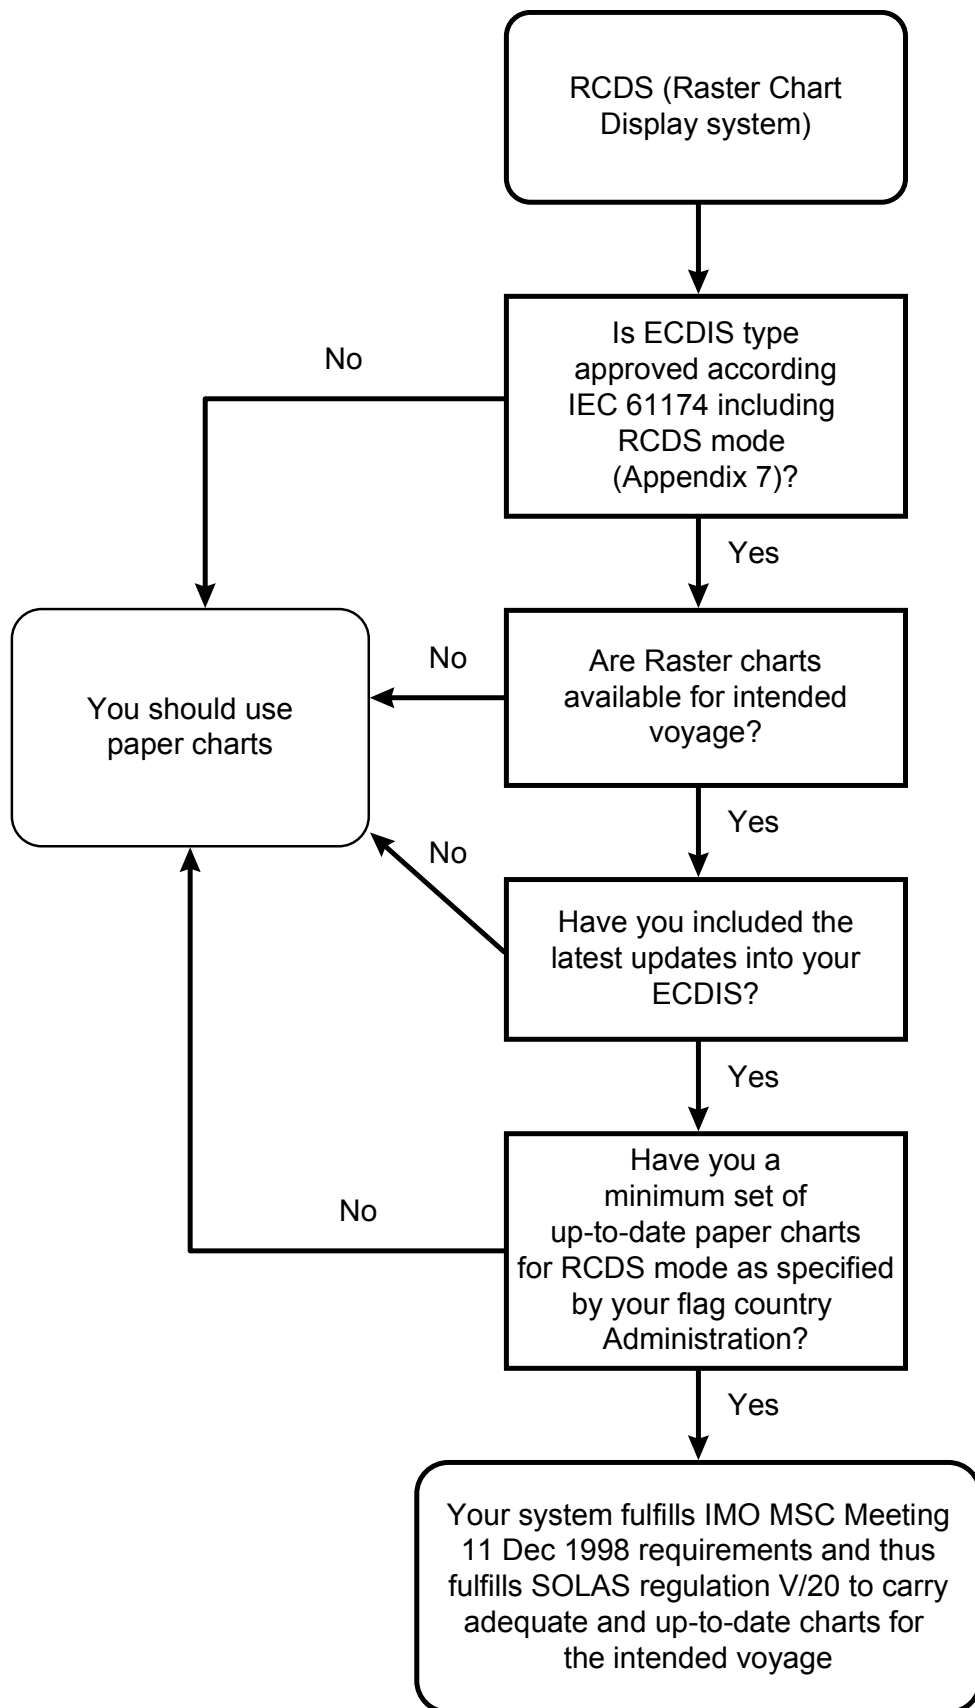 RCDS (Raster Chart
Display system)
Is ECDIS type
approved according
IEC 61174 including
RCDS mode
(Appendix 7)?
No
Yes
Are Raster charts
available for intended
voyage?
No
You should use
paper charts
Yes
No
Have you included the
latest updates into your
ECDIS?
Yes
Have you a
minimum set of
up-to-date paper charts
for RCDS mode as specified
by your flag country
Administration?
No
Yes
Your system fulfills IMO MSC Meeting
11 Dec 1998 requirements and thus
fulfills SOLAS regulation V/20 to carry
adequate and up-to-date charts for
the intended voyage